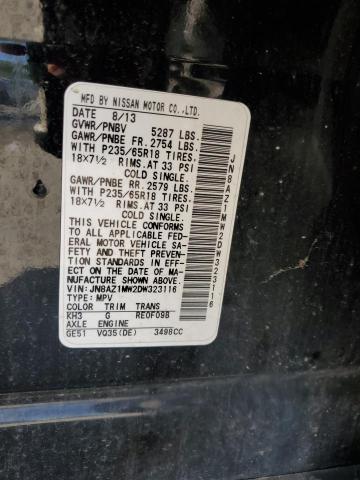 MFD BY NISSAN MOTOR CO.,LTD.
DATE 8/13
GVWR/PNBV 5287 LBS.
GAWR/PNBE FR. 2754 LBS.
WITH P235/65R18 TIRES.
18X7½ RIMS.AT 33 PSI
COLD SINGLE.
GAWR/PNBE RR. 2579 LBS.
WITH P235/65R18 TIRES.
18X7½ RIMS.AT 33 PSI
COLD SINGLE.
THIS VEHICLE CONFORMS
TO ALL APPLICABLE FED-
ERAL MOTOR VEHICLE SA-
FETY AND THEFT PREVENTION
STANDARDS IN EFF-
ECT ON THE DATE OF MA-
NUFACTURE SHOWN ABOVE.
VIN: JN8AZ1MW2DW323116
TYPE: MPV
COLOR TRIM TRANS
KH3 G RE0F09B
AXLE ENGINE
GE51 VQ35(DE) 3498CC
JN8AZ1MW2DW323116